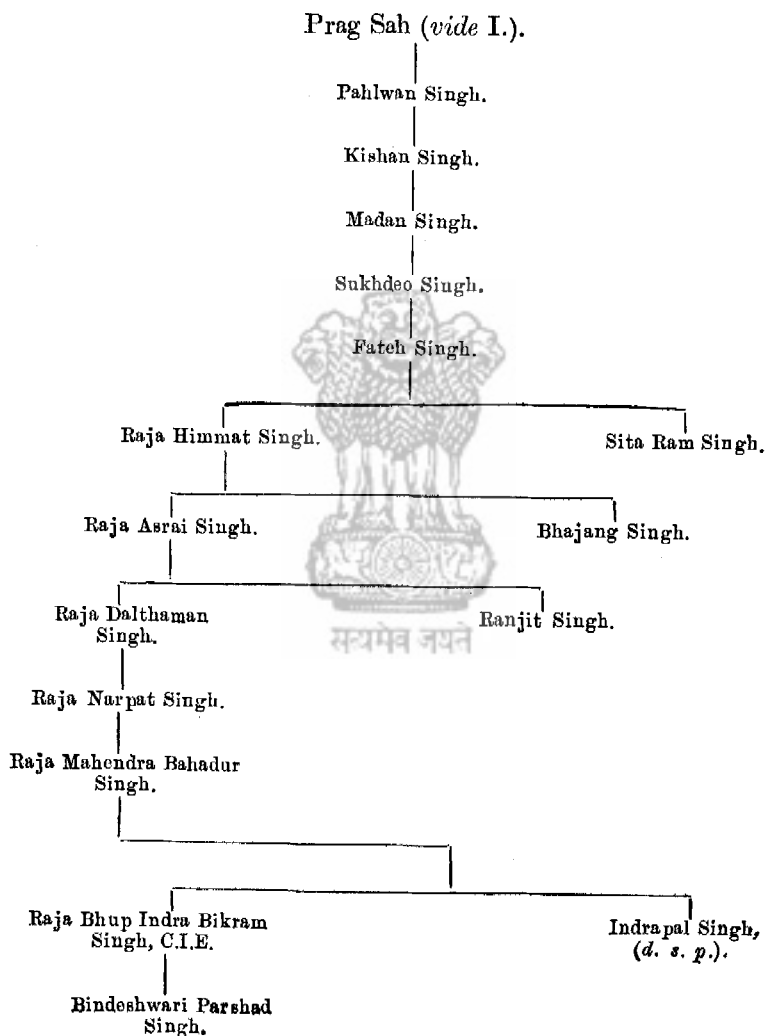 Prag Sah (vide I.).
Pahlwan Singh.
Kishan Singh.
Madan Singh.
Sukhdeo Singh.
Fateh Singh.
Raja Himmat Singh.
Sita Ram Singh.
Raja Asrai Singh.
Bhajang Singh.
Raja Dalthaman
Singh.
Ranjit Singh.
सत्यमेव जयते
Raja Narpat Singh.
Raja Mahendra Bahadur
Singh.
Raja Bhup Indra Bikram
Singh, C.I.E.
Indrapal Singh,
(d. s. p.).
Bindeshwari Parshad
Singh.